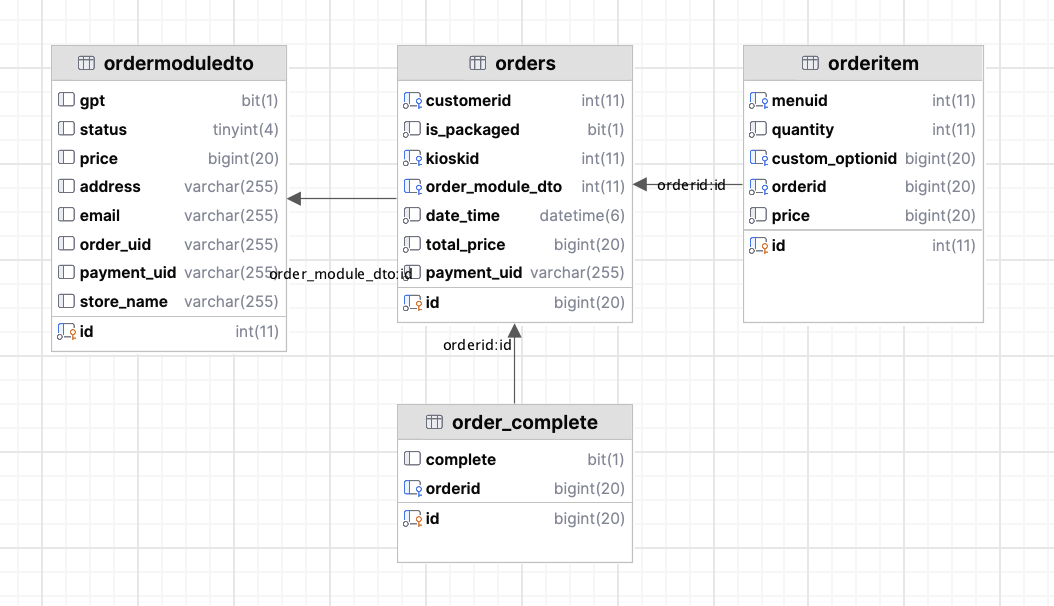 ordermoduledto
gpt bit(1)
status tinyint(4)
price bigint(20)
address varchar(255)
email varchar(255)
order_uid varchar(255)
payment_uid varchar(255)
store_name varchar(255)
id int(11)
order_module_dto:id
orders
customerid int(11)
is_packaged bit(1)
kioskid int(11)
order_module_dto int(11)
date_time datetime(6)
total_price bigint(20)
payment_uid varchar(255)
id bigint(20)
orderid:id
orderitem
menuid int(11)
quantity int(11)
custom_optionid bigint(20)
orderid bigint(20)
price bigint(20)
id int(11)
orderid:id
order_complete
complete bit(1)
orderid bigint(20)
id bigint(20)